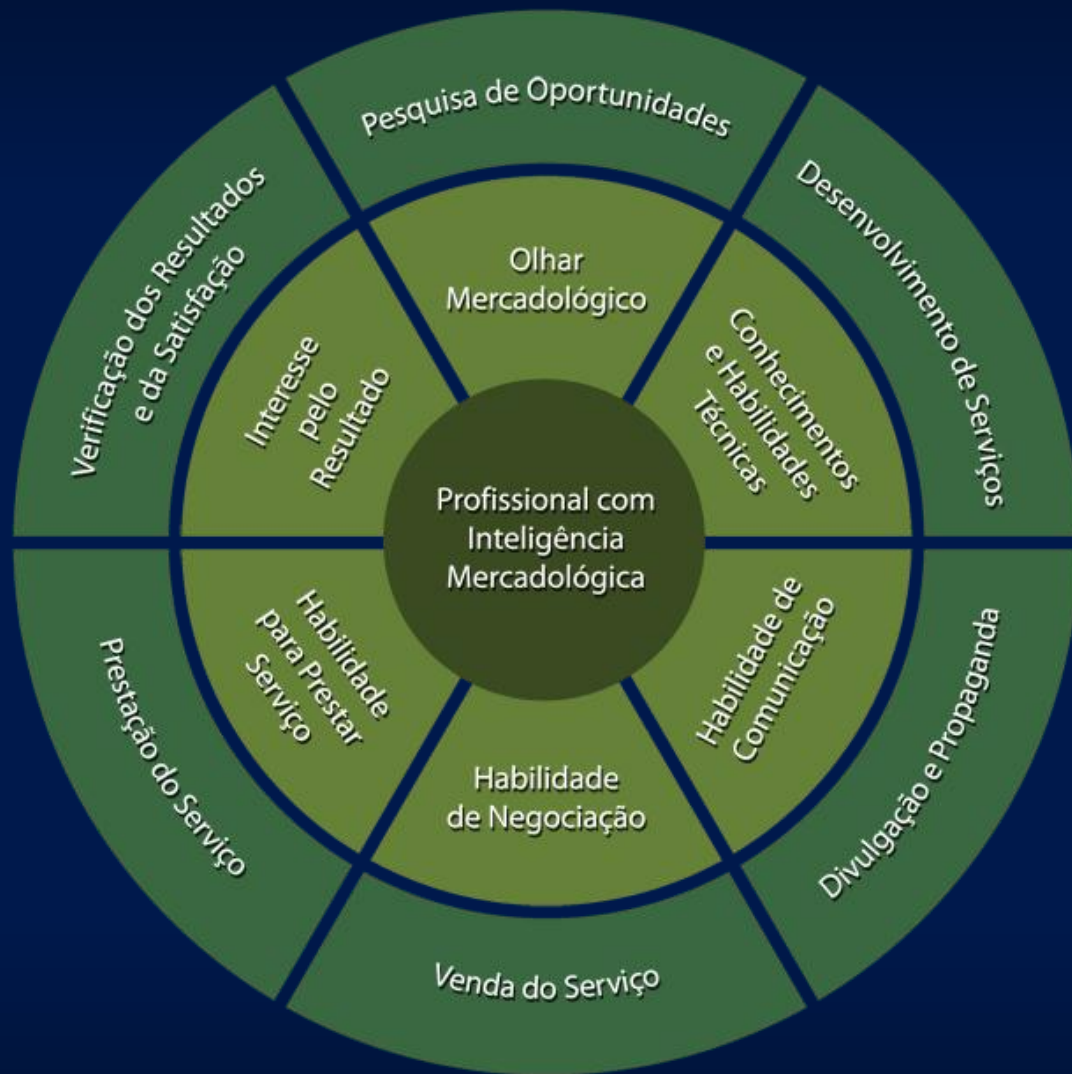 Pesquisa de Oportunidades
Desenvolvimento de Serviços
Divulgação e Propaganda
Venda do Serviço
Prestação do Serviço
Verificação dos Resultados
e da Satisfação
Olhar
Mercadológico
Conhecimentos
e Habilidades
Técnicas
Habilidade de
Comunicação
Habilidade
de Negociação
Habilidade
para Prestar
Serviço
Interesse
pelo
Resultado
Profissional com
Inteligência
Mercadológica